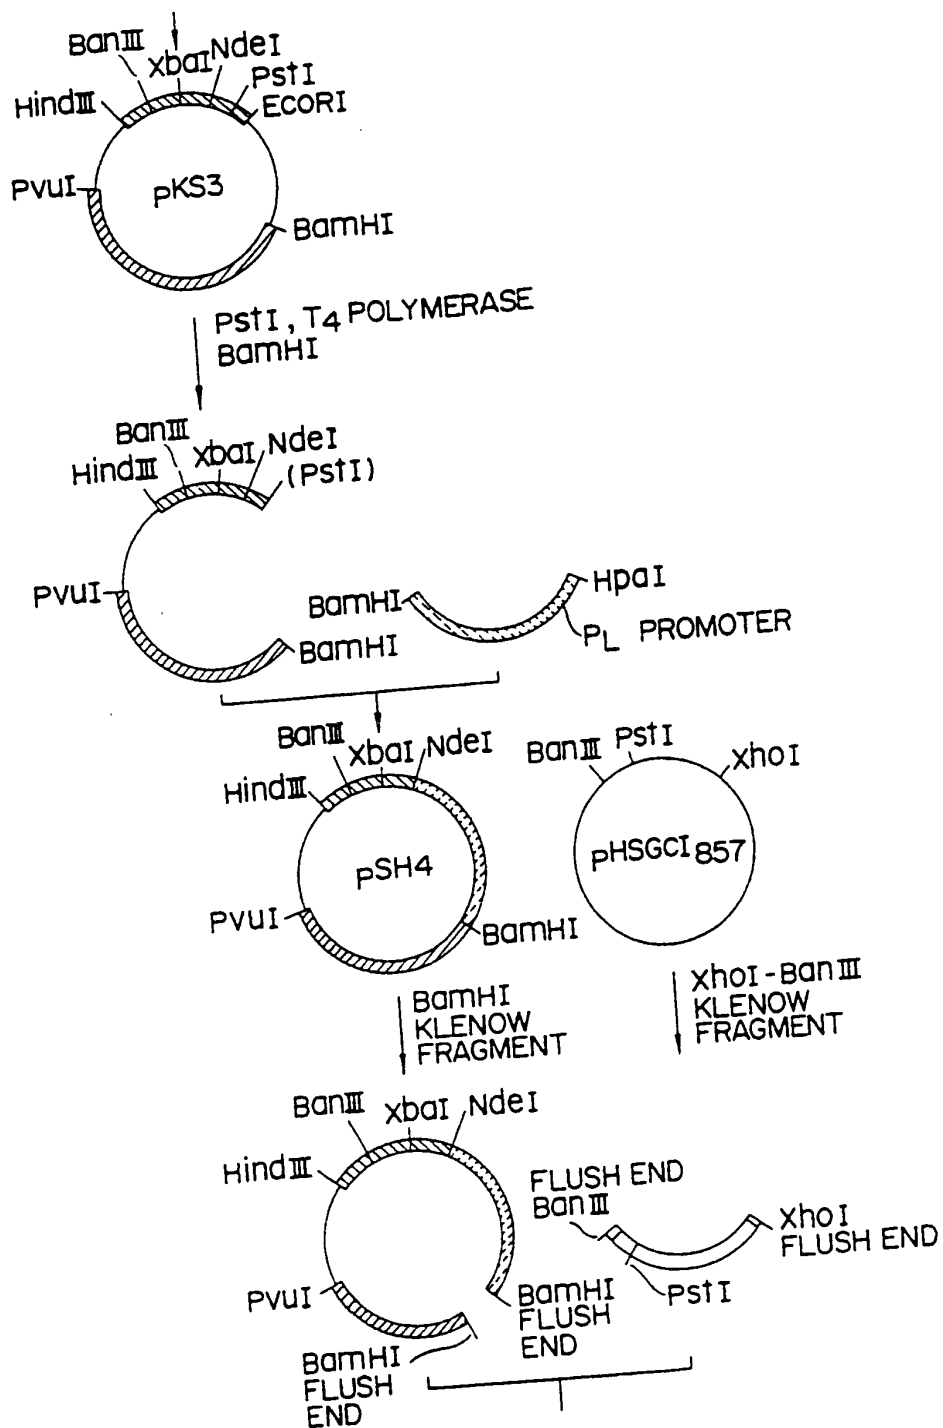 BanIII
XbaI
NdeI
PstI
HindIII
ECORI
PvuI
pKS3
BamHI
PstI, T4 POLYMERASE
BamHI
BanIII
XbaI
NdeI
HindIII
(PstI)
PvuI
BamHI
HpaI
BamHI
PL PROMOTER
BanIII
XbaI
NdeI
HindIII
BanIII
PstI
XhoI
pSH4
pHSGCI857
PvuI
BamHI
BamHI
KLENOW
FRAGMENT
XhoI-BanIII
KLENOW
FRAGMENT
BanIII
XbaI
NdeI
HindIII
FLUSH END
BanIII
XhoI
FLUSH END
PvuI
BamHI
FLUSH
END
PstI
BamHI
FLUSH
END